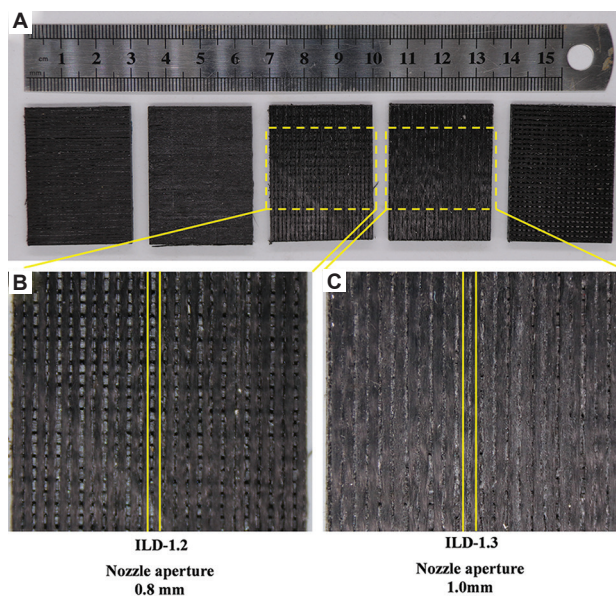 A
cm 1 2 3 4 5 6 7 8 9 10 11 12 13 14 15
mm
B
C
ILD-1.2
Nozzle aperture
0.8 mm
ILD-1.3
Nozzle aperture
1.0mm